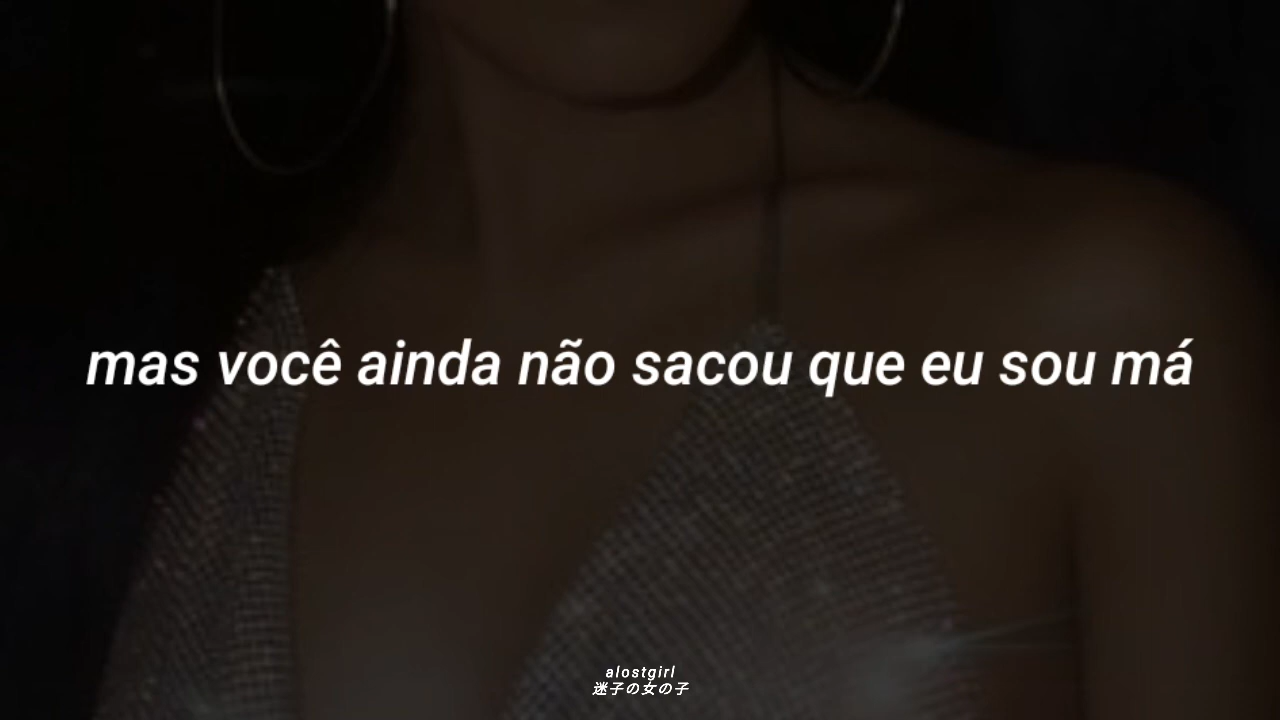 mas você ainda não sacou que eu sou má
alostgirl
迷子の女の子